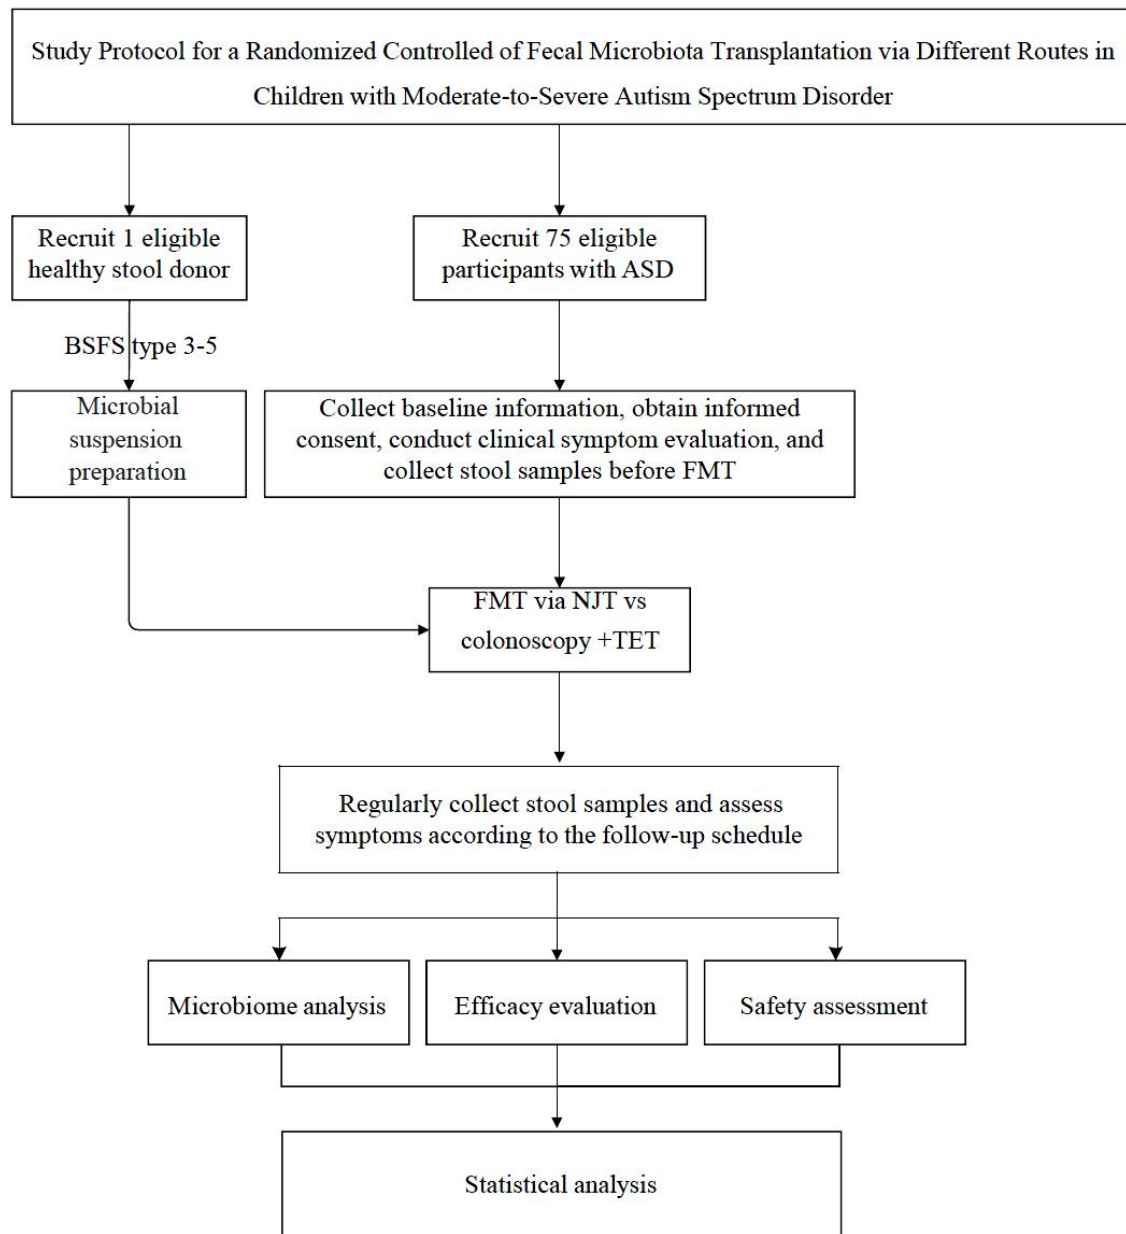 Study Protocol for a Randomized Controlled of Fecal Microbiota Transplantation via Different Routes in
Children with Moderate-to-Severe Autism Spectrum Disorder
Recruit 1 eligible
healthy stool donor
Recruit 75 eligible
participants with ASD
BSFS type 3-5
Microbial
suspension
preparation
Collect baseline information, obtain informed
consent, conduct clinical symptom evaluation, and
collect stool samples before FMT
FMT via NJT vs
colonoscopy +TET
Regularly collect stool samples and assess
symptoms according to the follow-up schedule
Microbiome analysis
Efficacy evaluation
Safety assessment
Statistical analysis